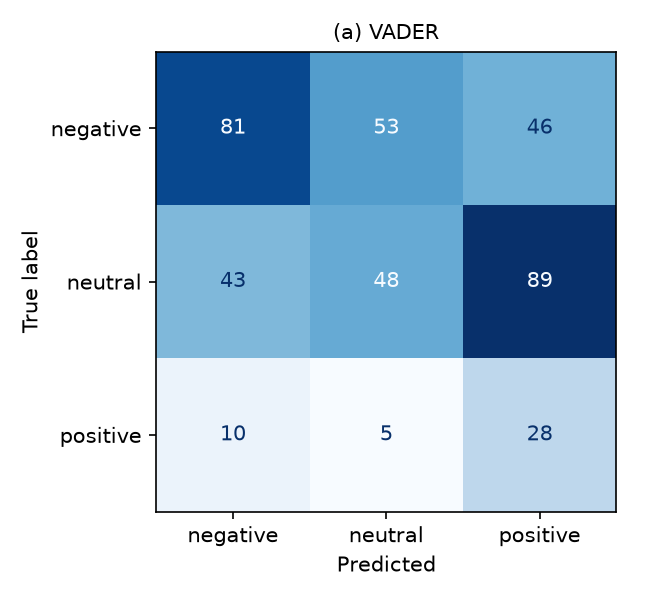 (a) VADER
negative 81 53 46
neutral 43 48 89
positive 10 5 28
negative neutral positive
Predicted
True label